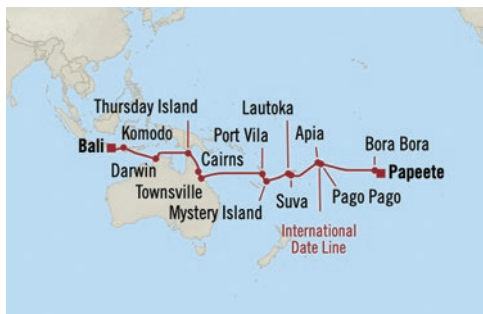 Thursday Island
Lautoka
Komodo
Port Vila
Apia
Bora Bora
Bali
Darwin
Cairns
Papeete
Townsville
Mystery Island
Suva
Pago Pago
International
Date Line